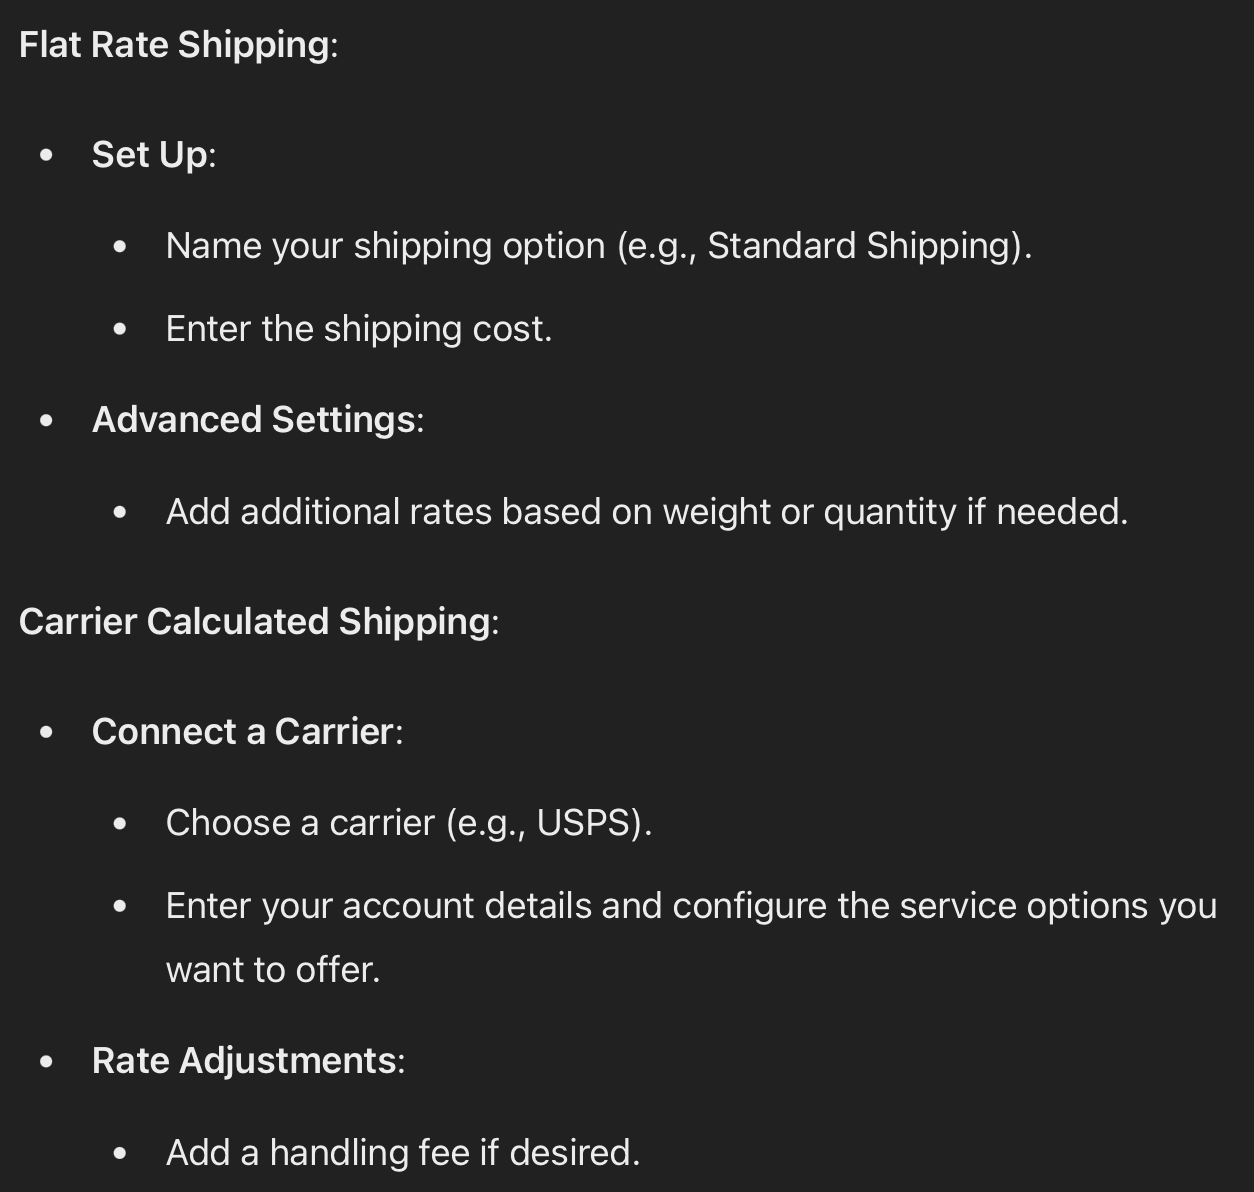 Flat Rate Shipping:
• Set Up:
• Name your shipping option (e.g., Standard Shipping).
• Enter the shipping cost.
• Advanced Settings:
• Add additional rates based on weight or quantity if needed.
Carrier Calculated Shipping:
• Connect a Carrier:
• Choose a carrier (e.g., USPS).
• Enter your account details and configure the service options you
want to offer.
• Rate Adjustments:
• Add a handling fee if desired.